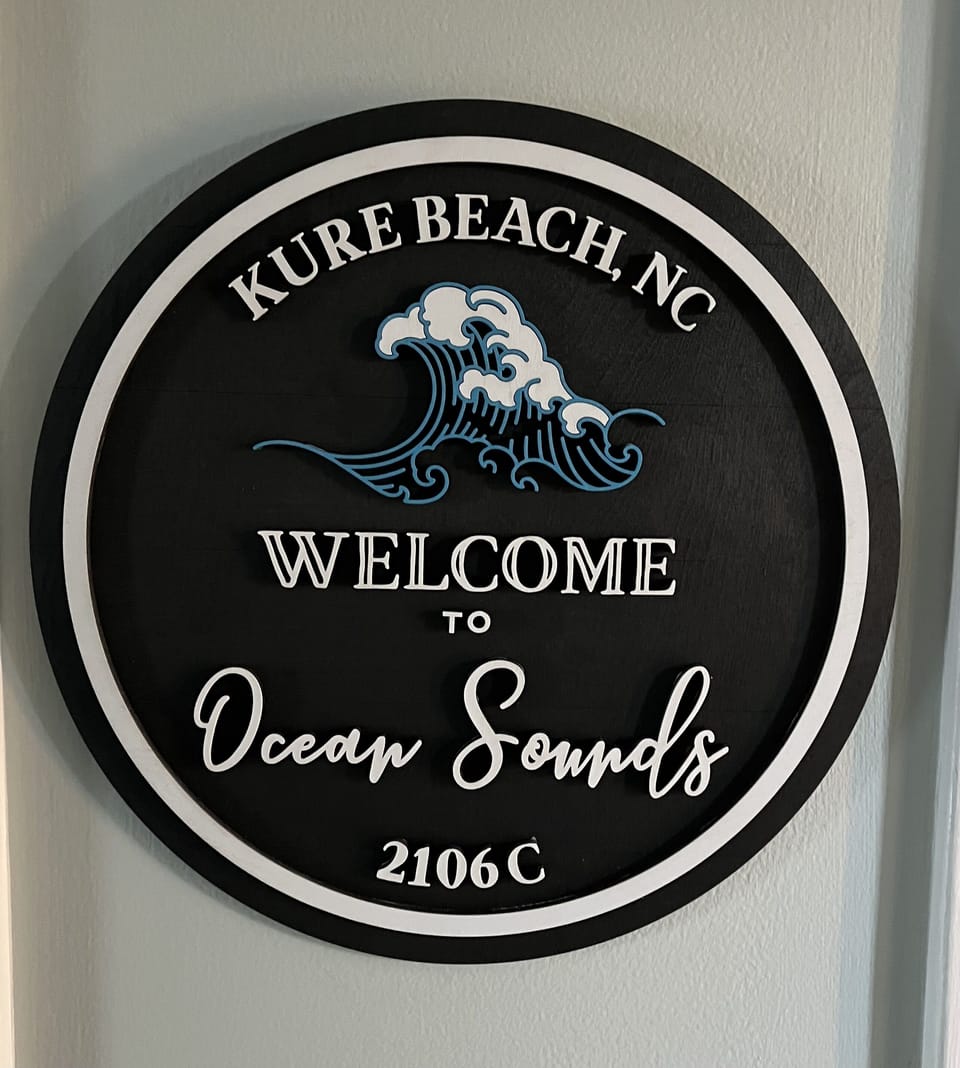 KURE BEACH, NC
WELCOME
TO
Ocean Sounds
2106 C